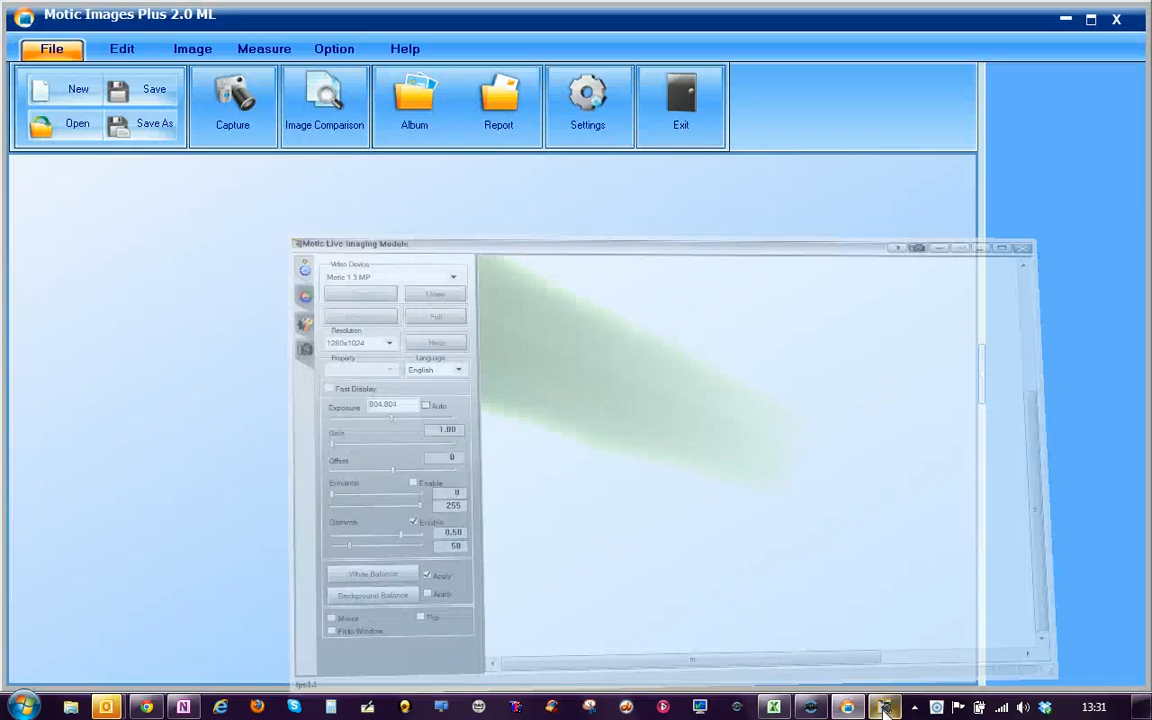 Motic Images Plus 2.0 ML
File Edit Image Measure Option Help
New Save
Open Save As
Capture Image Comparison Album Report Settings Exit
Motic Live Imaging Module
Video Device
Motic 1.3 MP
Close
Full
Resolution
1280x1024 Help
Property Language
English
Fast Display
Exposure 804.804 Auto
Gain 1.00
Offset 0
Enhance Enable
0
255
Gamma Enable
0.50
50
White Balance Apply
Background Balance Apply
Mirror Flip
Fit to Window
13:31